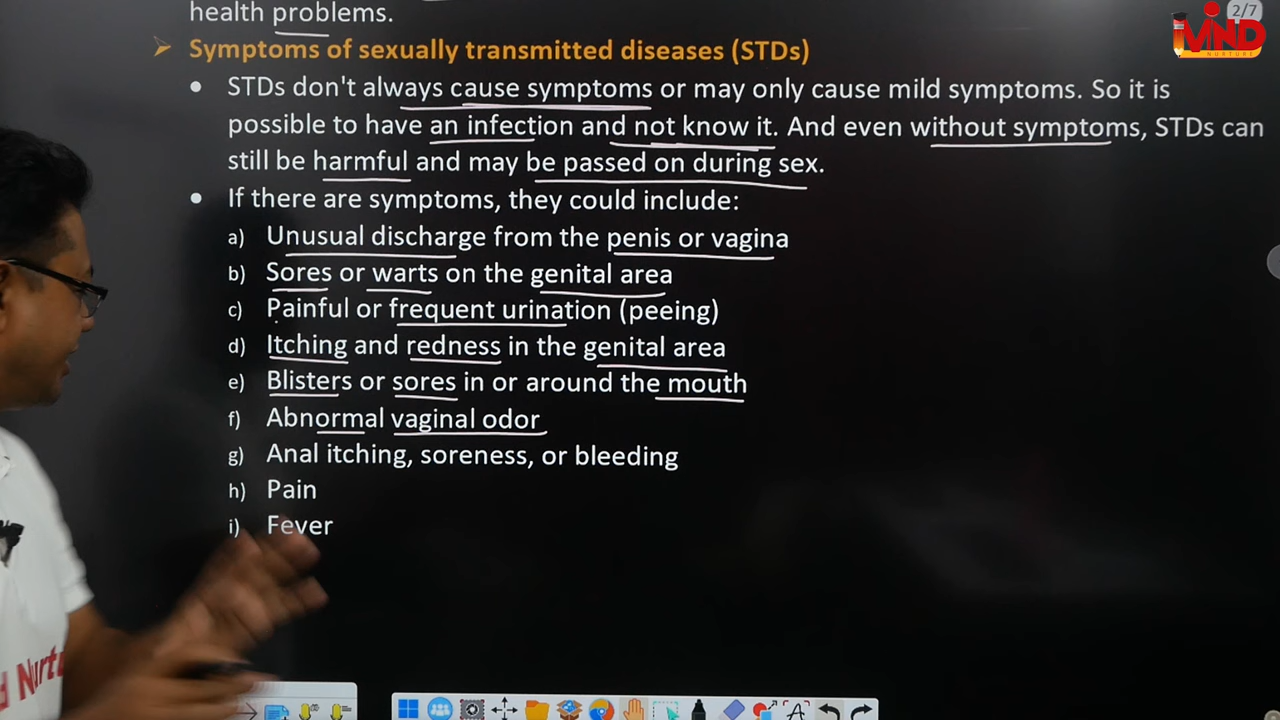 health problems.
2/7
MIND
NURTURE
➢ Symptoms of sexually transmitted diseases (STDs)
• STDs don't always cause symptoms or may only cause mild symptoms. So it is
possible to have an infection and not know it. And even without symptoms, STDs can
still be harmful and may be passed on during sex.
• If there are symptoms, they could include:
a) Unusual discharge from the penis or vagina
b) Sores or warts on the genital area
c) Painful or frequent urination (peeing)
d) Itching and redness in the genital area
e) Blisters or sores in or around the mouth
f) Abnormal vaginal odor
g) Anal itching, soreness, or bleeding
h) Pain
i) Fever